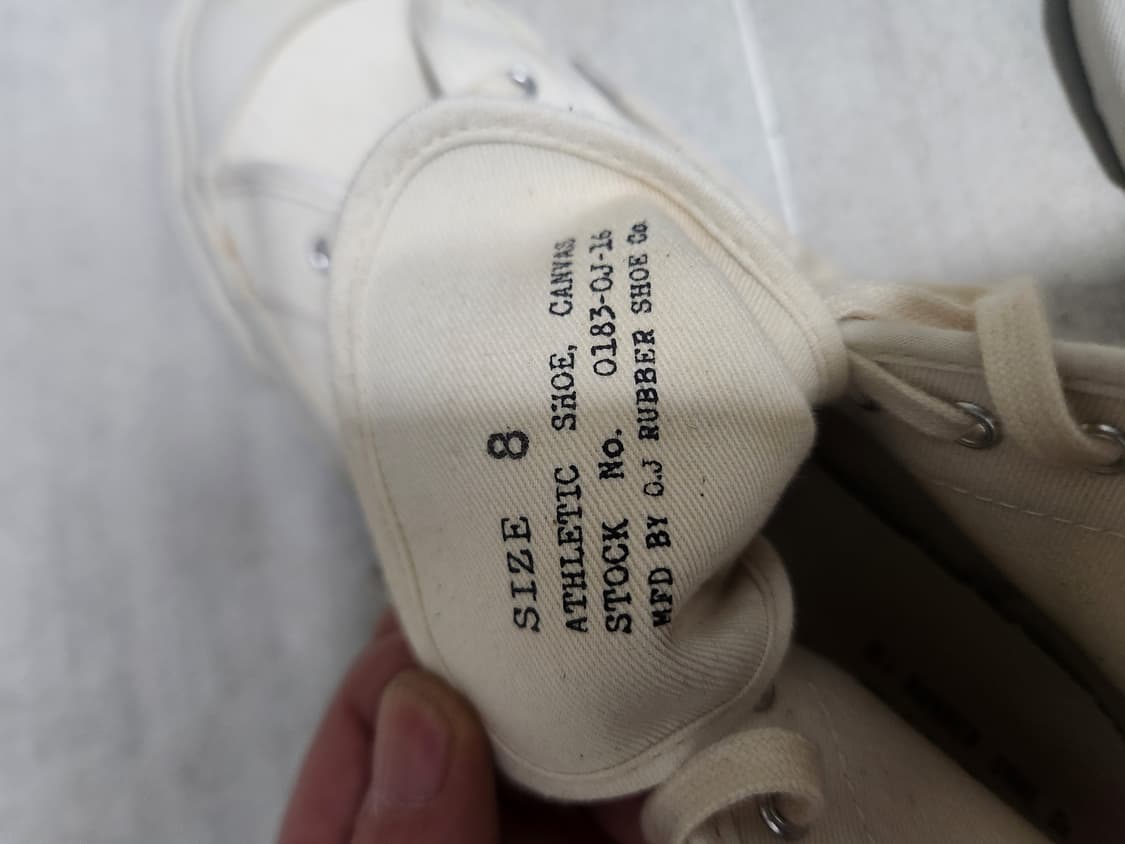 SIZE 8
ATHLETIC SHOE, CANVAS
STOCK No. 0183-OJ-16
MFD BY O.J RUBBER SHOE Co